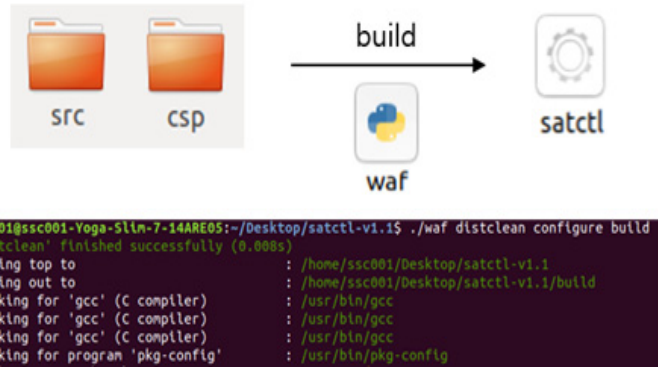 build
src csp
satctl
waf
01@ssc001-Yoga-Slim-7-14ARE05:~/Desktop/satctl-v1.1$ ./waf distclean configure build
tclean' finished successfully (0.008s)
ing top to : /home/ssc001/Desktop/satctl-v1.1
ing out to : /home/ssc001/Desktop/satctl-v1.1/build
king for 'gcc' (C compiler) : /usr/bin/gcc
king for 'gcc' (C compiler) : /usr/bin/gcc
king for 'gcc' (C compiler) : /usr/bin/gcc
king for program 'pkg-config' : /usr/bin/pkg-config